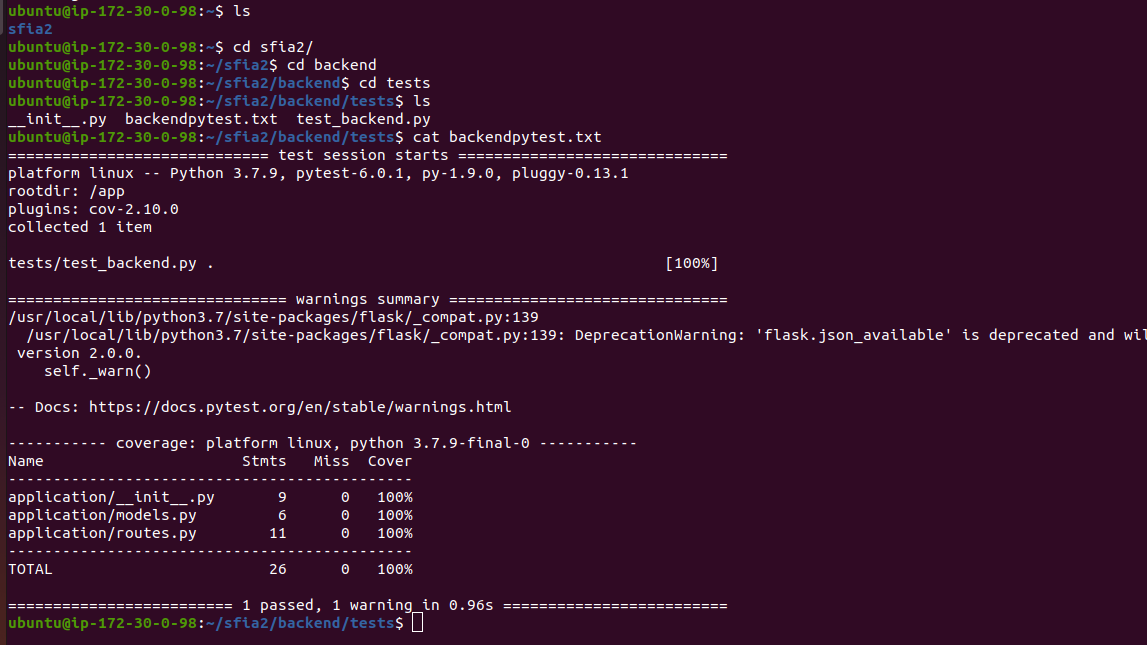 ubuntu@ip-172-30-0-98:~$ ls
sfia2
ubuntu@ip-172-30-0-98:~$ cd sfia2/
ubuntu@ip-172-30-0-98:~/sfia2$ cd backend
ubuntu@ip-172-30-0-98:~/sfia2/backend$ cd tests
ubuntu@ip-172-30-0-98:~/sfia2/backend/tests$ ls
__init__.py  backendpytest.txt  test_backend.py
ubuntu@ip-172-30-0-98:~/sfia2/backend/tests$ cat backendpytest.txt
============================= test session starts ==============================
platform linux -- Python 3.7.9, pytest-6.0.1, py-1.9.0, pluggy-0.13.1
rootdir: /app
plugins: cov-2.10.0
collected 1 item
tests/test_backend.py .                                                  [100%]
=============================== warnings summary ===============================
/usr/local/lib/python3.7/site-packages/flask/_compat.py:139
  /usr/local/lib/python3.7/site-packages/flask/_compat.py:139: DeprecationWarning: 'flask.json_available' is deprecated and
 version 2.0.0.
    self._warn()
-- Docs: https://docs.pytest.org/en/stable/warnings.html
----------- coverage: platform linux, python 3.7.9-final-0 -----------
Name                      Stmts   Miss  Cover
---------------------------------------------
application/__init__.py       9      0   100%
application/models.py         6      0   100%
application/routes.py        11      0   100%
---------------------------------------------
TOTAL                        26      0   100%
========================= 1 passed, 1 warning in 0.96s =========================
ubuntu@ip-172-30-0-98:~/sfia2/backend/tests$